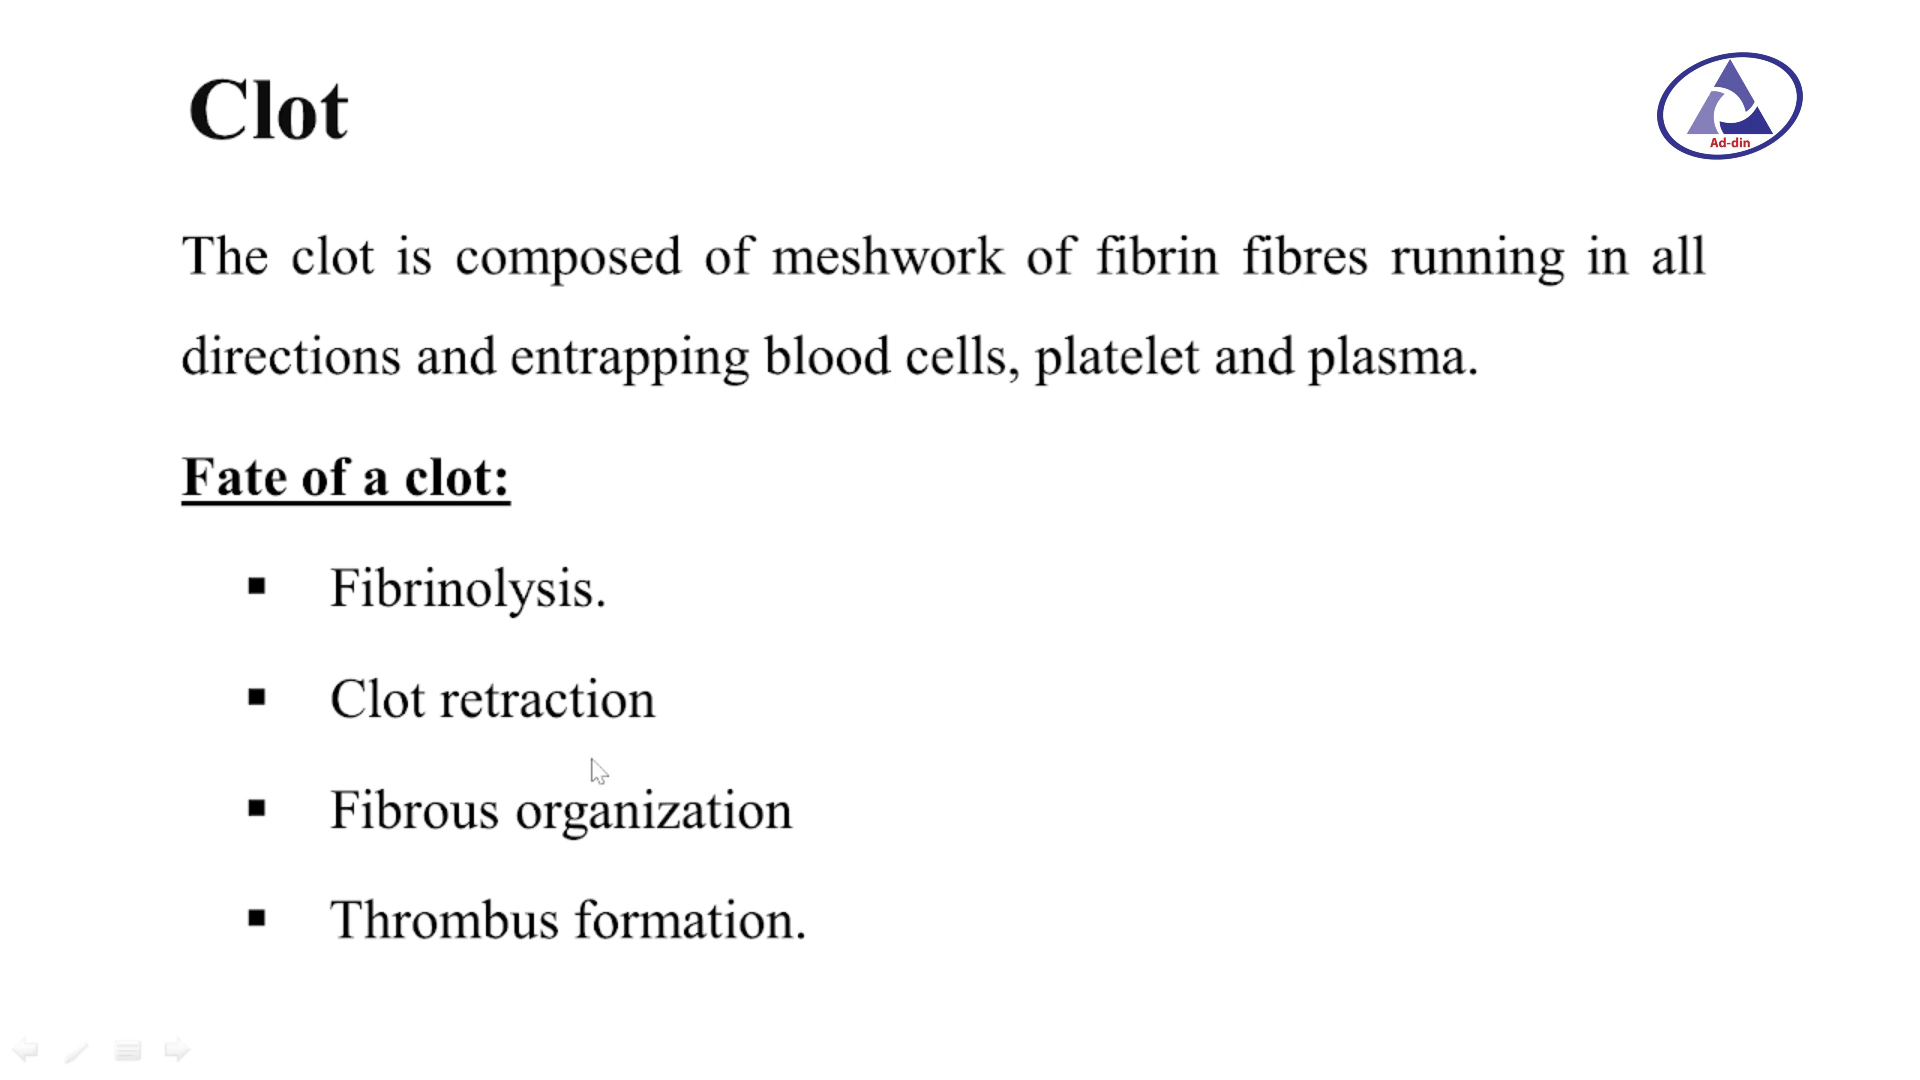 Clot
Ad-din
The clot is composed of meshwork of fibrin fibres running in all
directions and entrapping blood cells, platelet and plasma.
Fate of a clot:
▪ Fibrinolysis.
▪ Clot retraction
▪ Fibrous organization
▪ Thrombus formation.